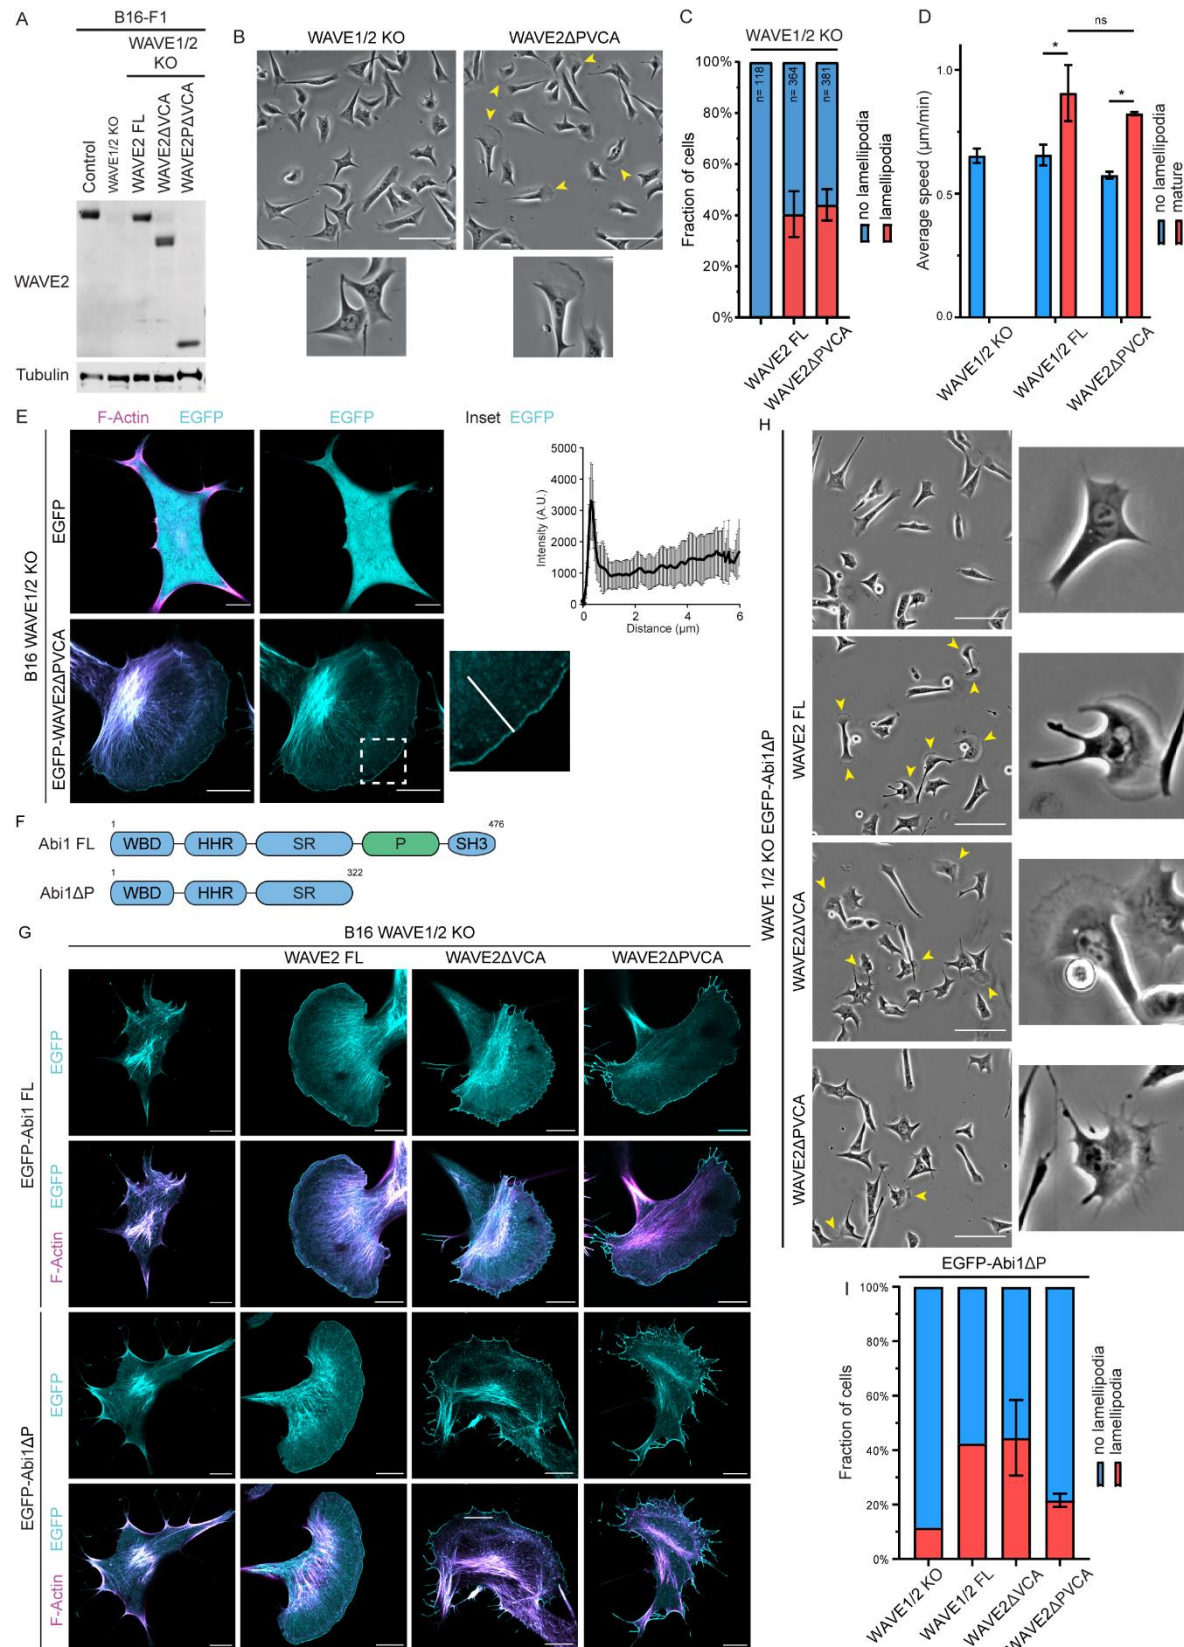 A
B16-F1
WAVE1/2
KO
Control
WAVE1/2 KO
WAVE2 FL
WAVE2ΔVCA
WAVE2PΔVCA
WAVE2
Tubulin
B
WAVE1/2 KO
WAVE2ΔPVCA
C
WAVE1/2 KO
100%
80%
60%
40%
20%
0%
Fraction of cells
n= 118
n= 364
n= 381
WAVE2 FL
WAVE2ΔPVCA
no lamellipodia
lamellipodia
D
ns
*
*
1.0
0.5
0.0
Average speed (μm/min)
WAVE1/2 KO
WAVE1/2 FL
WAVE2ΔPVCA
no lamellipodia
mature
E
F-Actin EGFP
EGFP
Inset EGFP
B16 WAVE1/2 KO
EGFP
EGFP-WAVE2ΔPVCA
5000
4000
3000
2000
1000
0
Intensity (A.U.)
0 2 4 6
Distance (μm)
F
Abi1 FL
1
WBD
HHR
SR
P
SH3
476
Abi1ΔP
1
WBD
HHR
SR
322
G
B16 WAVE1/2 KO
WAVE2 FL
WAVE2ΔVCA
WAVE2ΔPVCA
EGFP-Abi1 FL
EGFP
F-Actin EGFP
EGFP-Abi1ΔP
EGFP
F-Actin EGFP
H
WAVE 1/2 KO EGFP-Abi1ΔP
WAVE2 FL
WAVE2ΔVCA
WAVE2ΔPVCA
I
EGFP-Abi1ΔP
100%
80%
60%
40%
20%
0%
Fraction of cells
WAVE1/2 KO
WAVE1/2 FL
WAVE2ΔVCA
WAVE2ΔPVCA
no lamellipodia
lamellipodia